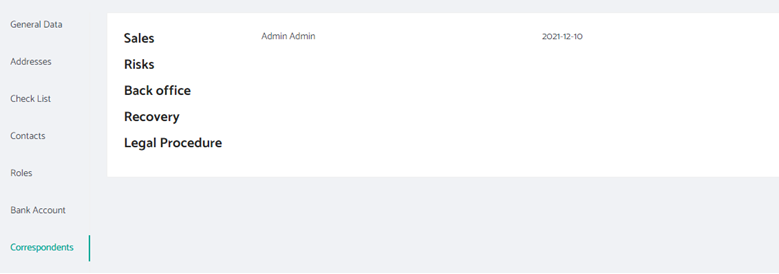 General Data
Addresses
Check List
Contacts
Roles
Bank Account
Correspondents
Sales Admin Admin 2021-12-10
Risks
Back office
Recovery
Legal Procedure